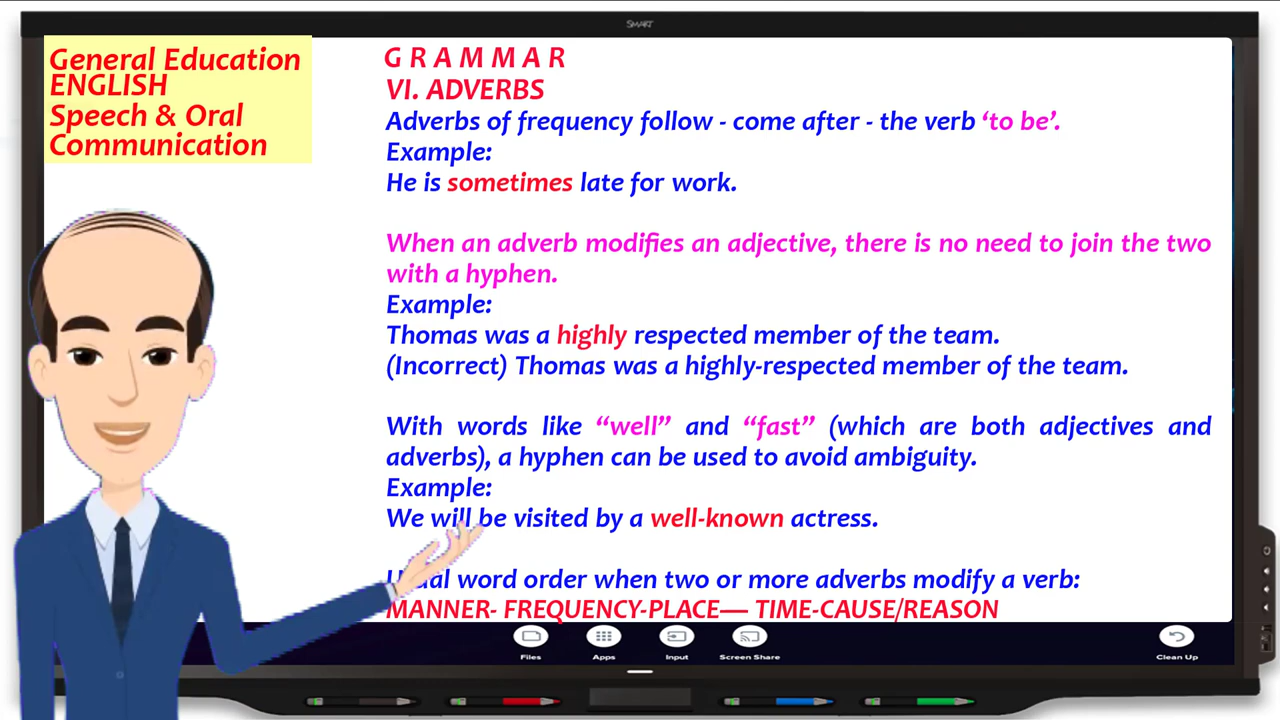 SMART
General Education
ENGLISH
Speech & Oral
Communication
G R A M M A R
VI. ADVERBS
Adverbs of frequency follow - come after - the verb ‘to be’.
Example:
He is sometimes late for work.
When an adverb modifies an adjective, there is no need to join the two
with a hyphen.
Example:
Thomas was a highly respected member of the team.
(Incorrect) Thomas was a highly-respected member of the team.
With words like “well” and “fast” (which are both adjectives and
adverbs), a hyphen can be used to avoid ambiguity.
Example:
We will be visited by a well-known actress.
Usual word order when two or more adverbs modify a verb:
MANNER- FREQUENCY-PLACE— TIME-CAUSE/REASON
Files
Apps
Input
Screen Share
Clean Up